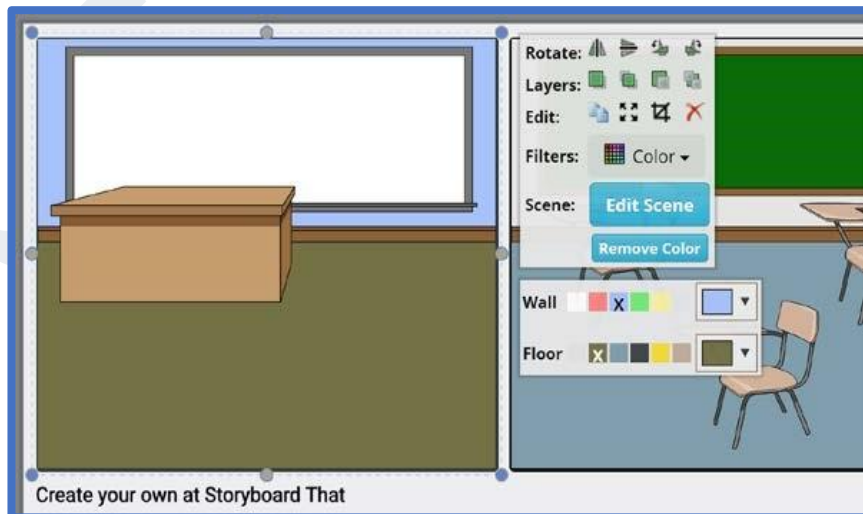 Rotate:
Layers:
Edit:
Filters: Color
Scene: Edit Scene
Remove Color
Wall X
Floor X
Create your own at Storyboard That